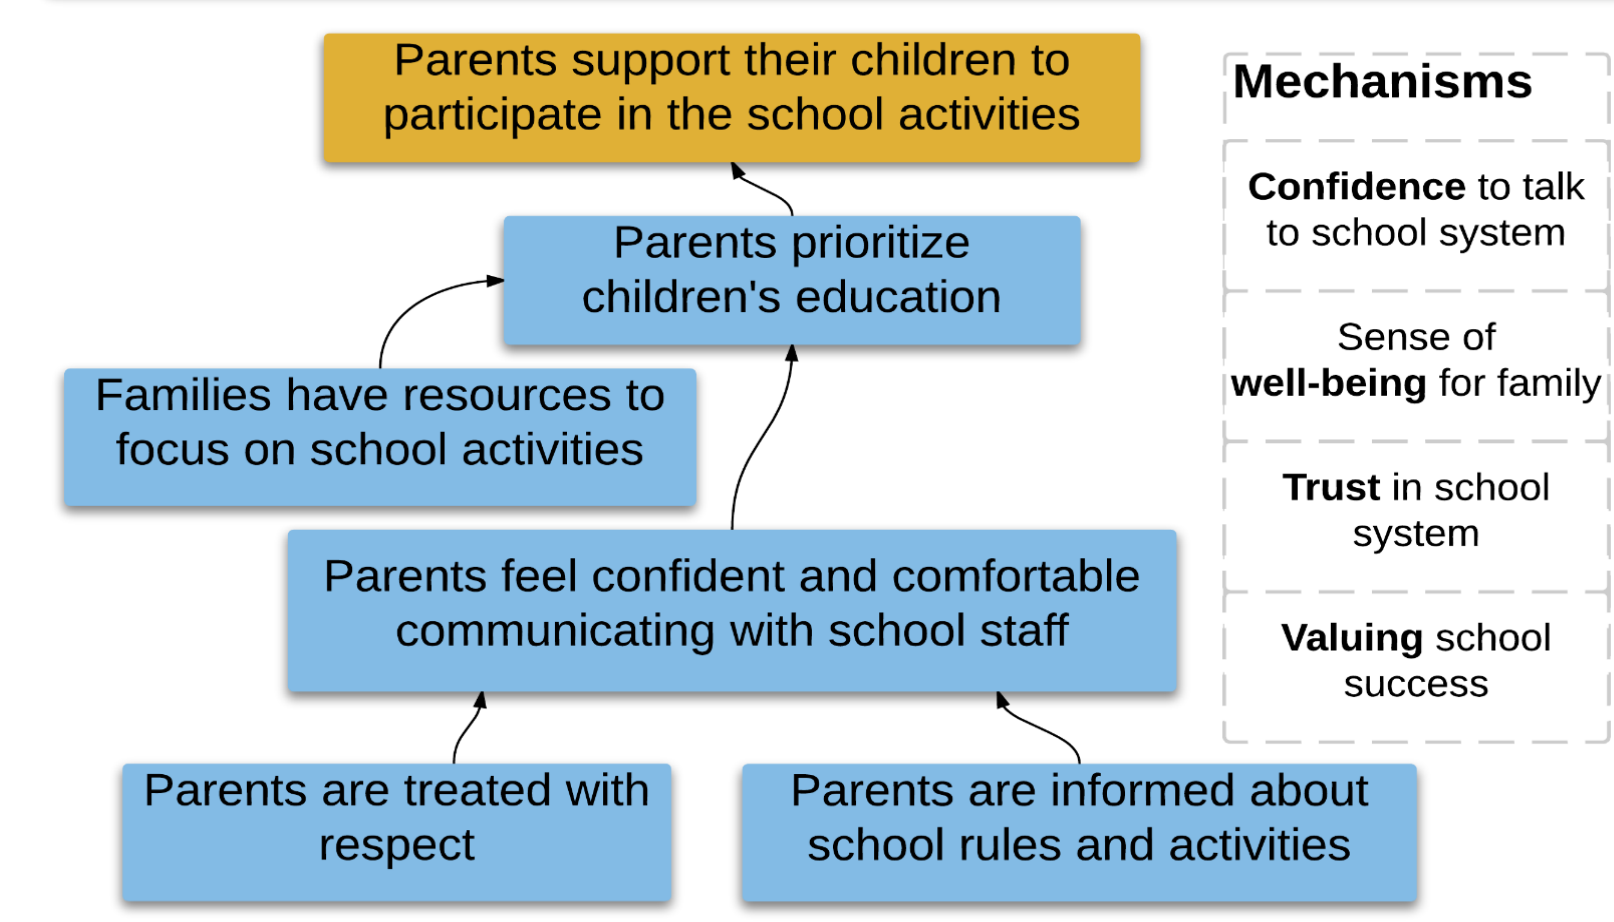 Parents support their children to
participate in the school activities
Parents prioritize
children's education
Families have resources to
focus on school activities
Parents feel confident and comfortable
communicating with school staff
Parents are treated with
respect
Parents are informed about
school rules and activities
Mechanisms
Confidence to talk
to school system
Sense of
well-being for family
Trust in school
system
Valuing school
success